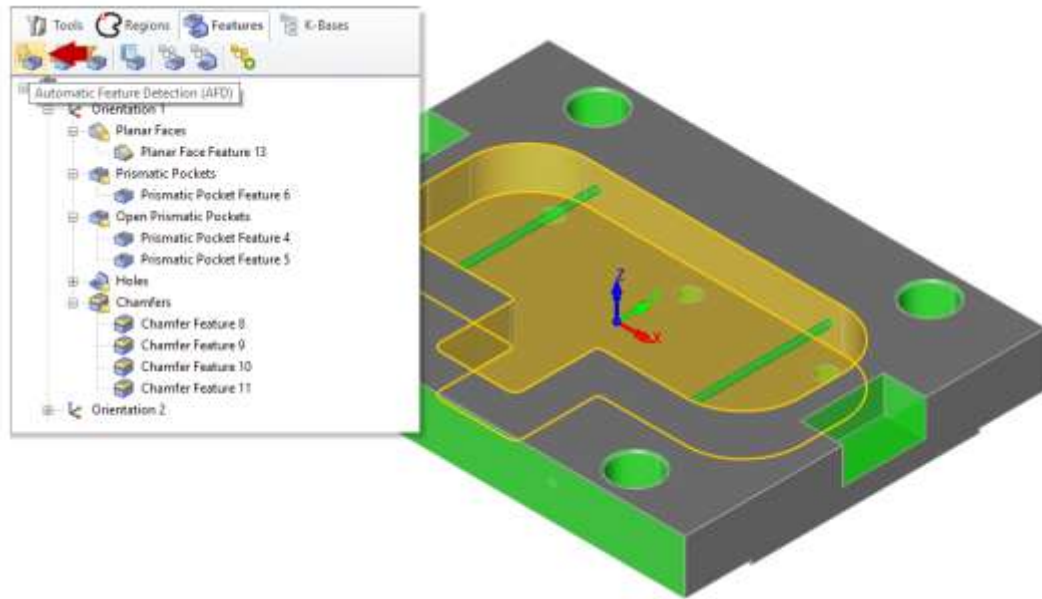 Tools Regions Features K-Bases
Automatic Feature Detection (AFD)
Orientation 1
Planar Faces
Planar Face Feature 13
Prismatic Pockets
Prismatic Pocket Feature 6
Open Prismatic Pockets
Prismatic Pocket Feature 4
Prismatic Pocket Feature 5
Holes
Chamfers
Chamfer Feature 8
Chamfer Feature 9
Chamfer Feature 10
Chamfer Feature 11
Orientation 2
Z
X